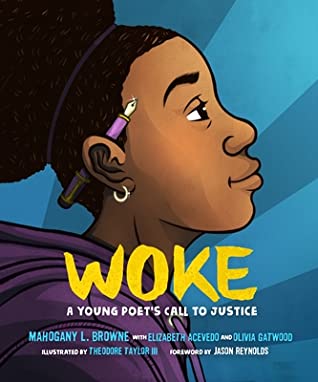 WOKE
A YOUNG POET'S CALL TO JUSTICE
MAHOGANY L. BROWNE WITH ELIZABETH ACEVEDO AND OLIVIA GATWOOD
ILLUSTRATED BY THEODORE TAYLOR III FOREWORD BY JASON REYNOLDS